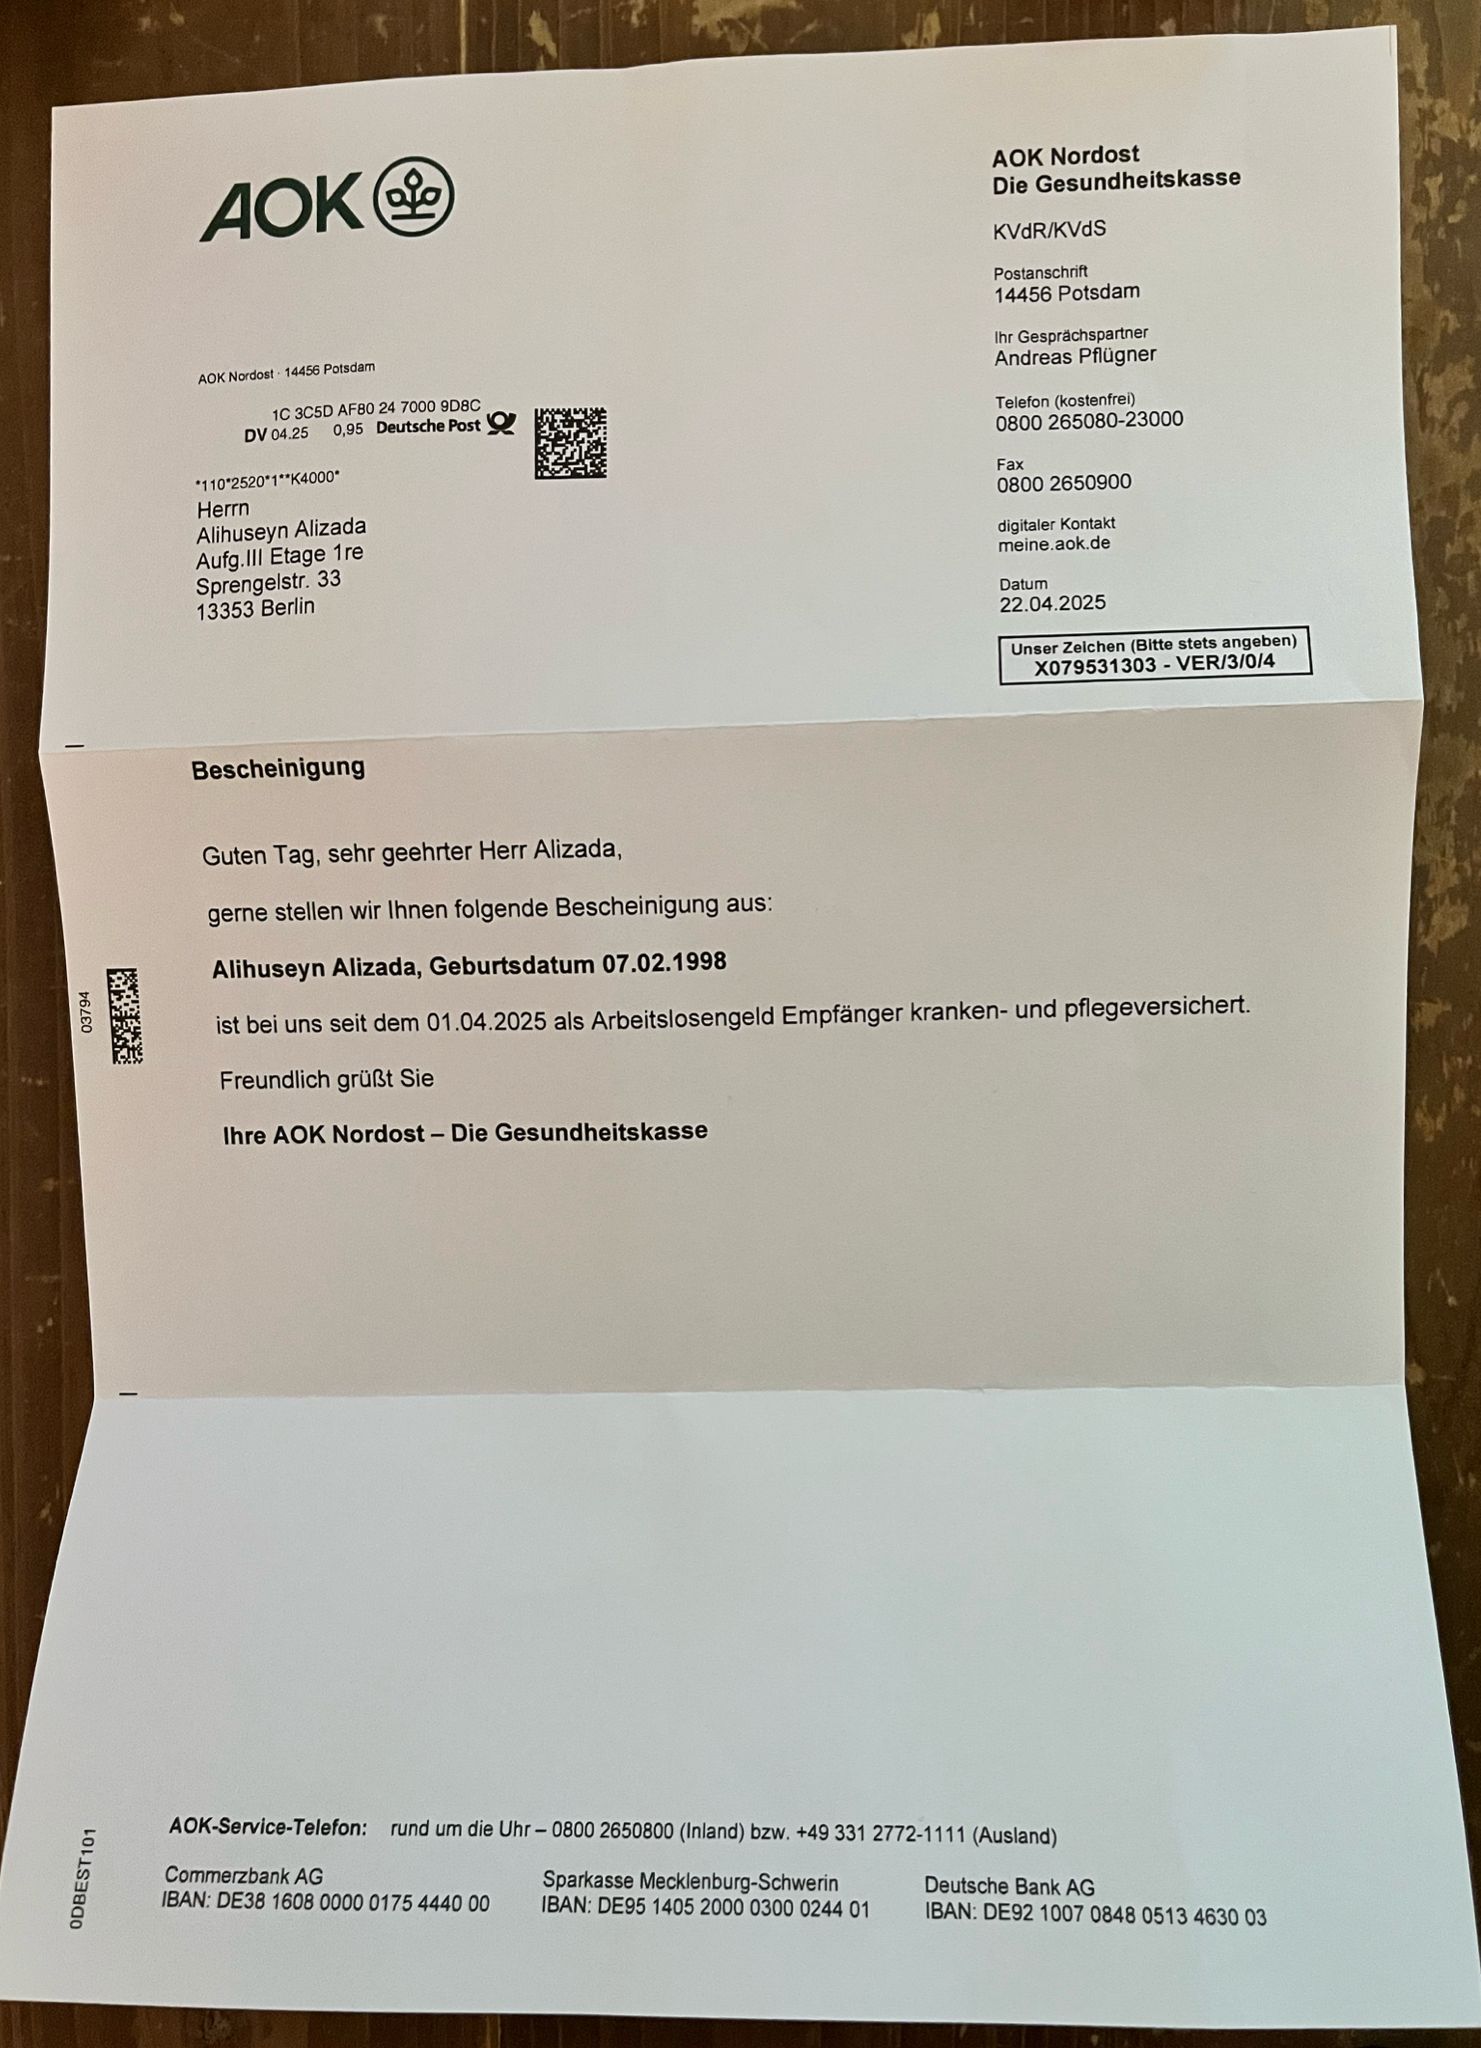 AOK
AOK Nordost
Die Gesundheitskasse
KVdR/KVdS
Postanschrift
14456 Potsdam
Ihr Gesprächspartner
Andreas Pflügner
Telefon (kostenfrei)
0800 265080-23000
Fax
0800 2650900
digitaler Kontakt
meine.aok.de
Datum
22.04.2025
Unser Zeichen (Bitte stets angeben)
X079531303 - VER/3/0/4
AOK Nordost · 14456 Potsdam
1C 3C5D AF80 24 7000 9D8C
DV 04.25 0,95 Deutsche Post
*110*2520*1**K4000*
Herrn
Alihuseyn Alizada
Aufg.III Etage 1re
Sprengelstr. 33
13353 Berlin
Bescheinigung
Guten Tag, sehr geehrter Herr Alizada,
gerne stellen wir Ihnen folgende Bescheinigung aus:
Alihuseyn Alizada, Geburtsdatum 07.02.1998
ist bei uns seit dem 01.04.2025 als Arbeitslosengeld Empfänger kranken- und pflegeversichert.
Freundlich grüßt Sie
Ihre AOK Nordost – Die Gesundheitskasse
03794
AOK-Service-Telefon: rund um die Uhr – 0800 2650800 (Inland) bzw. +49 331 2772-1111 (Ausland)
Commerzbank AG
IBAN: DE38 1608 0000 0175 4440 00
Sparkasse Mecklenburg-Schwerin
IBAN: DE95 1405 2000 0300 0244 01
Deutsche Bank AG
IBAN: DE92 1007 0848 0513 4630 03
0DBEST101